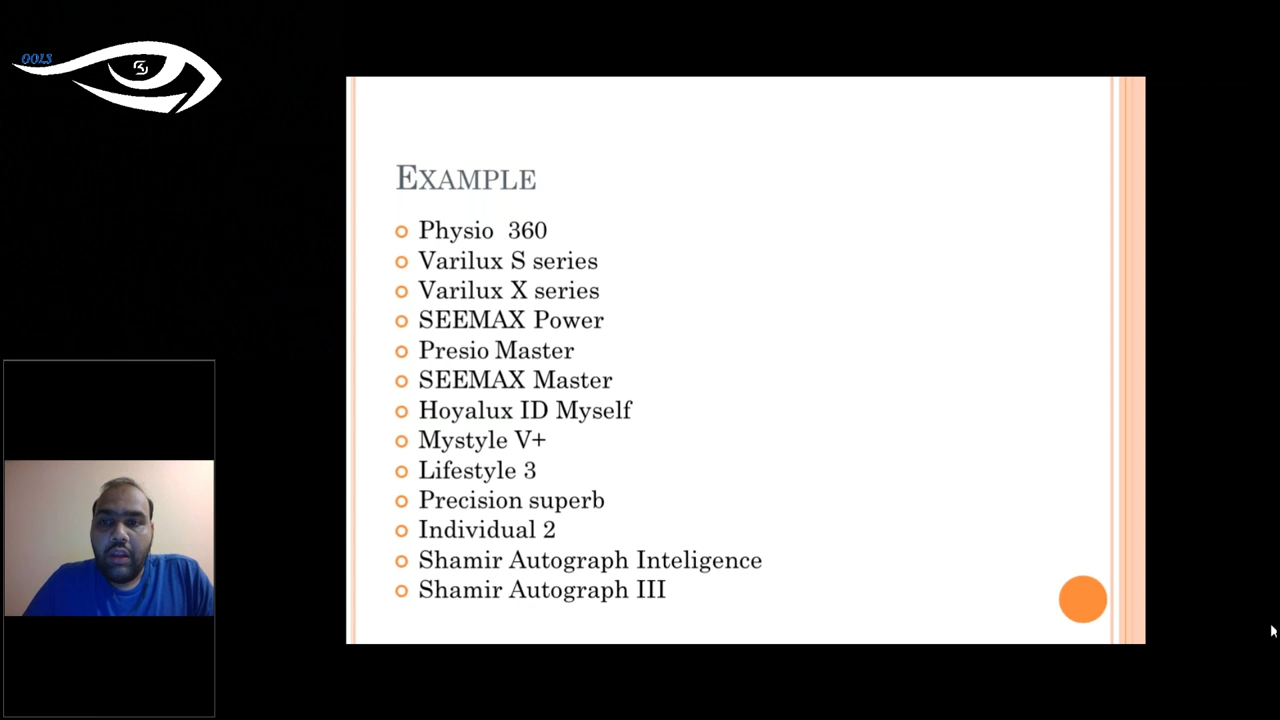 OOLS
EXAMPLE
Physio 360
Varilux S series
Varilux X series
SEEMAX Power
Presio Master
SEEMAX Master
Hoyalux ID Myself
Mystyle V+
Lifestyle 3
Precision superb
Individual 2
Shamir Autograph Inteligence
Shamir Autograph III